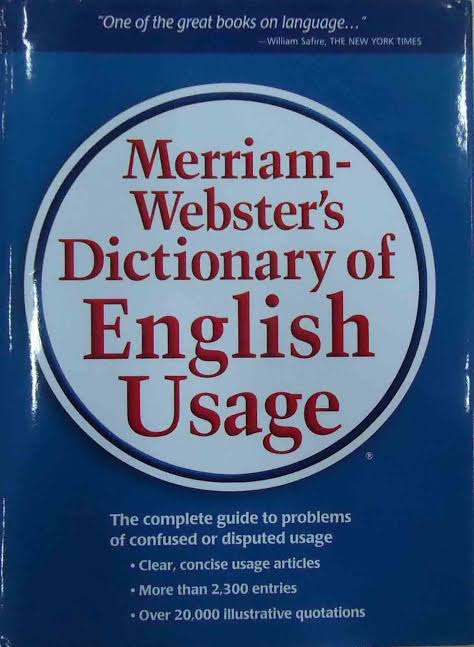 "One of the great books on language..."
—William Safire, THE NEW YORK TIMES
Merriam-
Webster's
Dictionary of
English
Usage
®
The complete guide to problems
of confused or disputed usage
• Clear, concise usage articles
• More than 2,300 entries
• Over 20,000 illustrative quotations